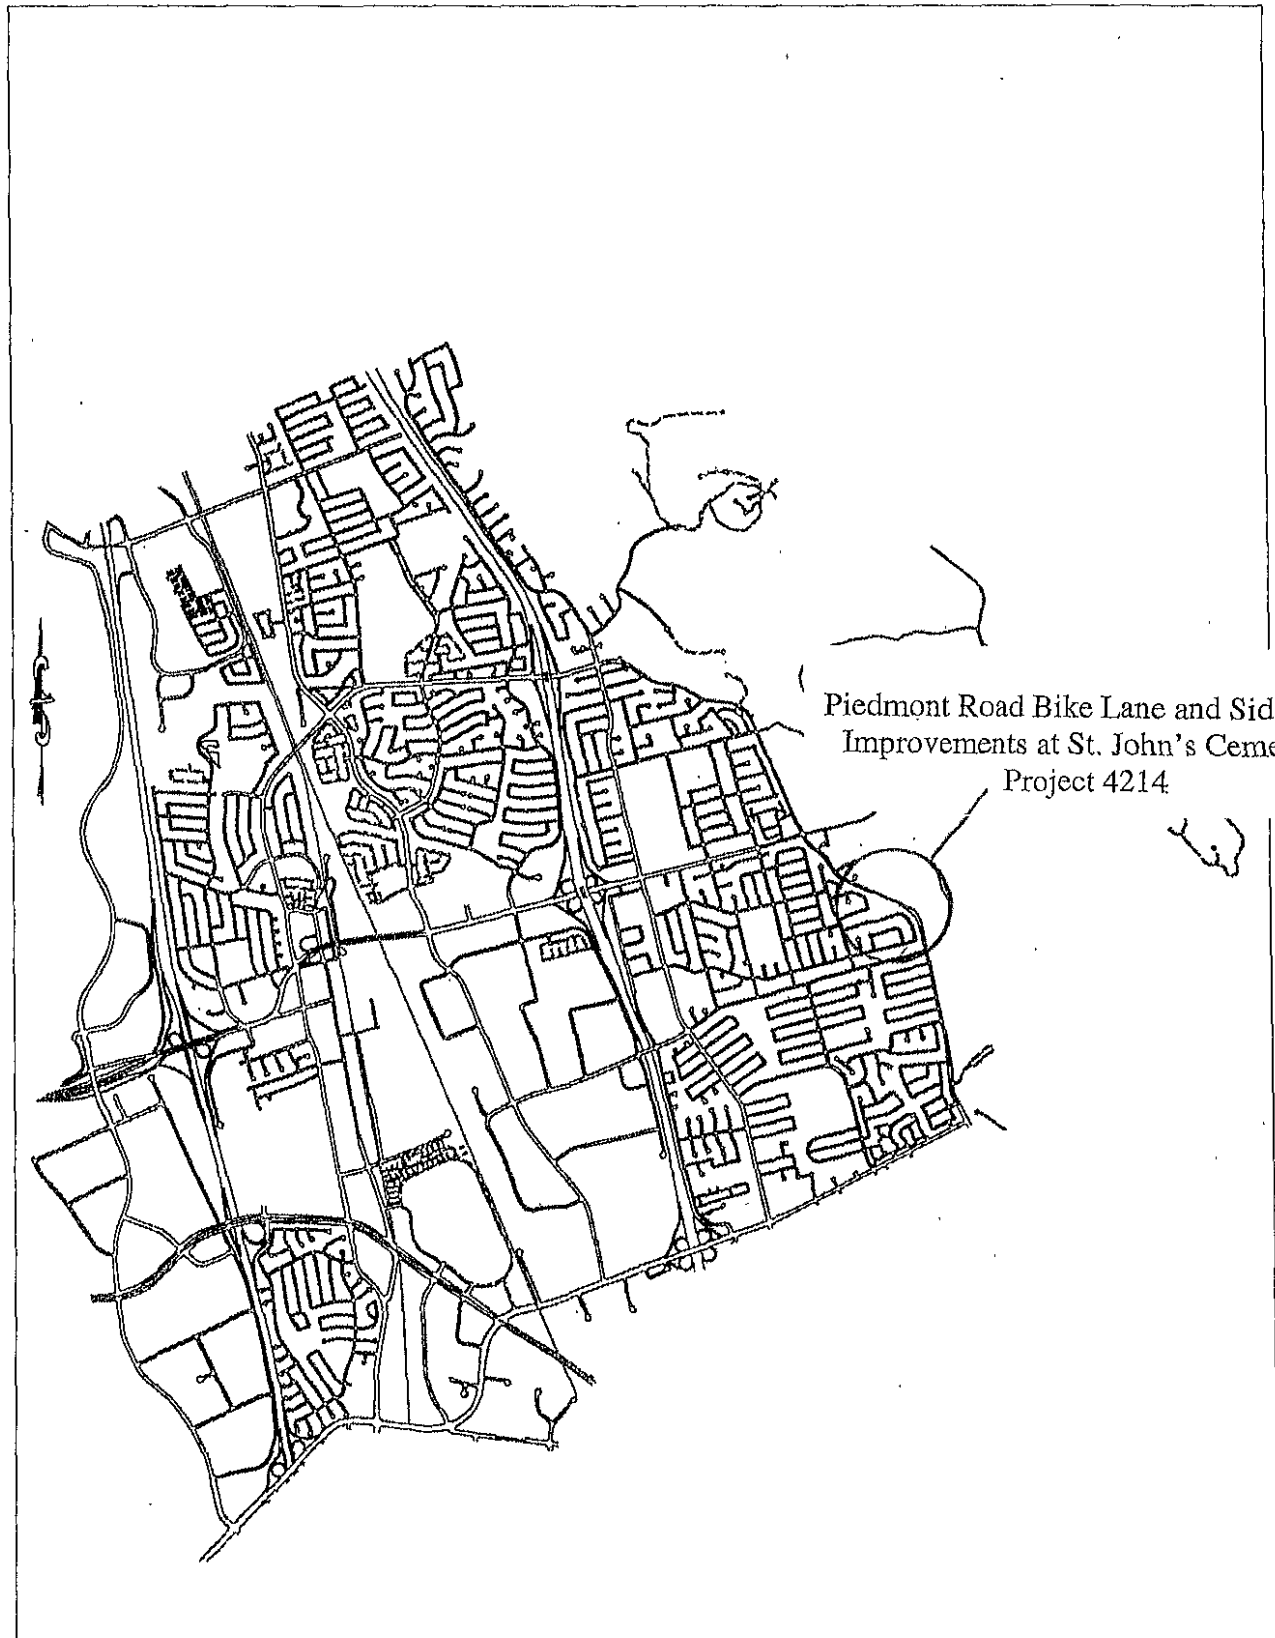 Piedmont Road Bike Lane and Sid
Improvements at St. John's Ceme
Project 4214